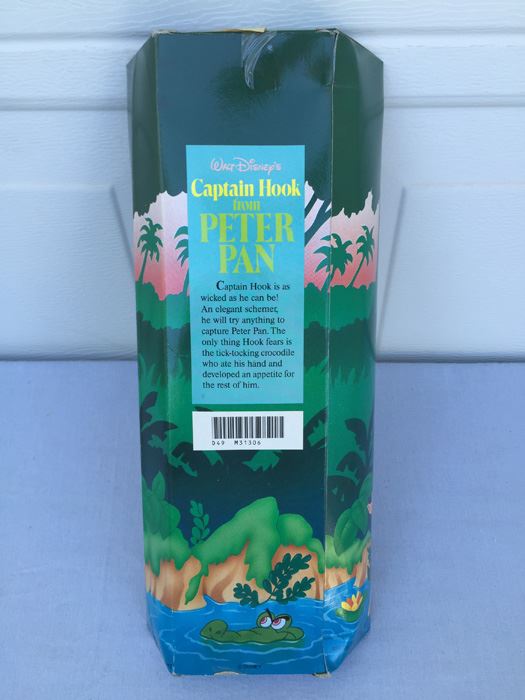 Walt Disney's
Captain Hook
from
PETER
PAN
Captain Hook is as
wicked as he can be!
An elegant schemer,
he will try anything to
capture Peter Pan. The
only thing Hook fears is
the tick-tocking crocodile
who ate his hand and
developed an appetite for
the rest of him.
D49 M31306